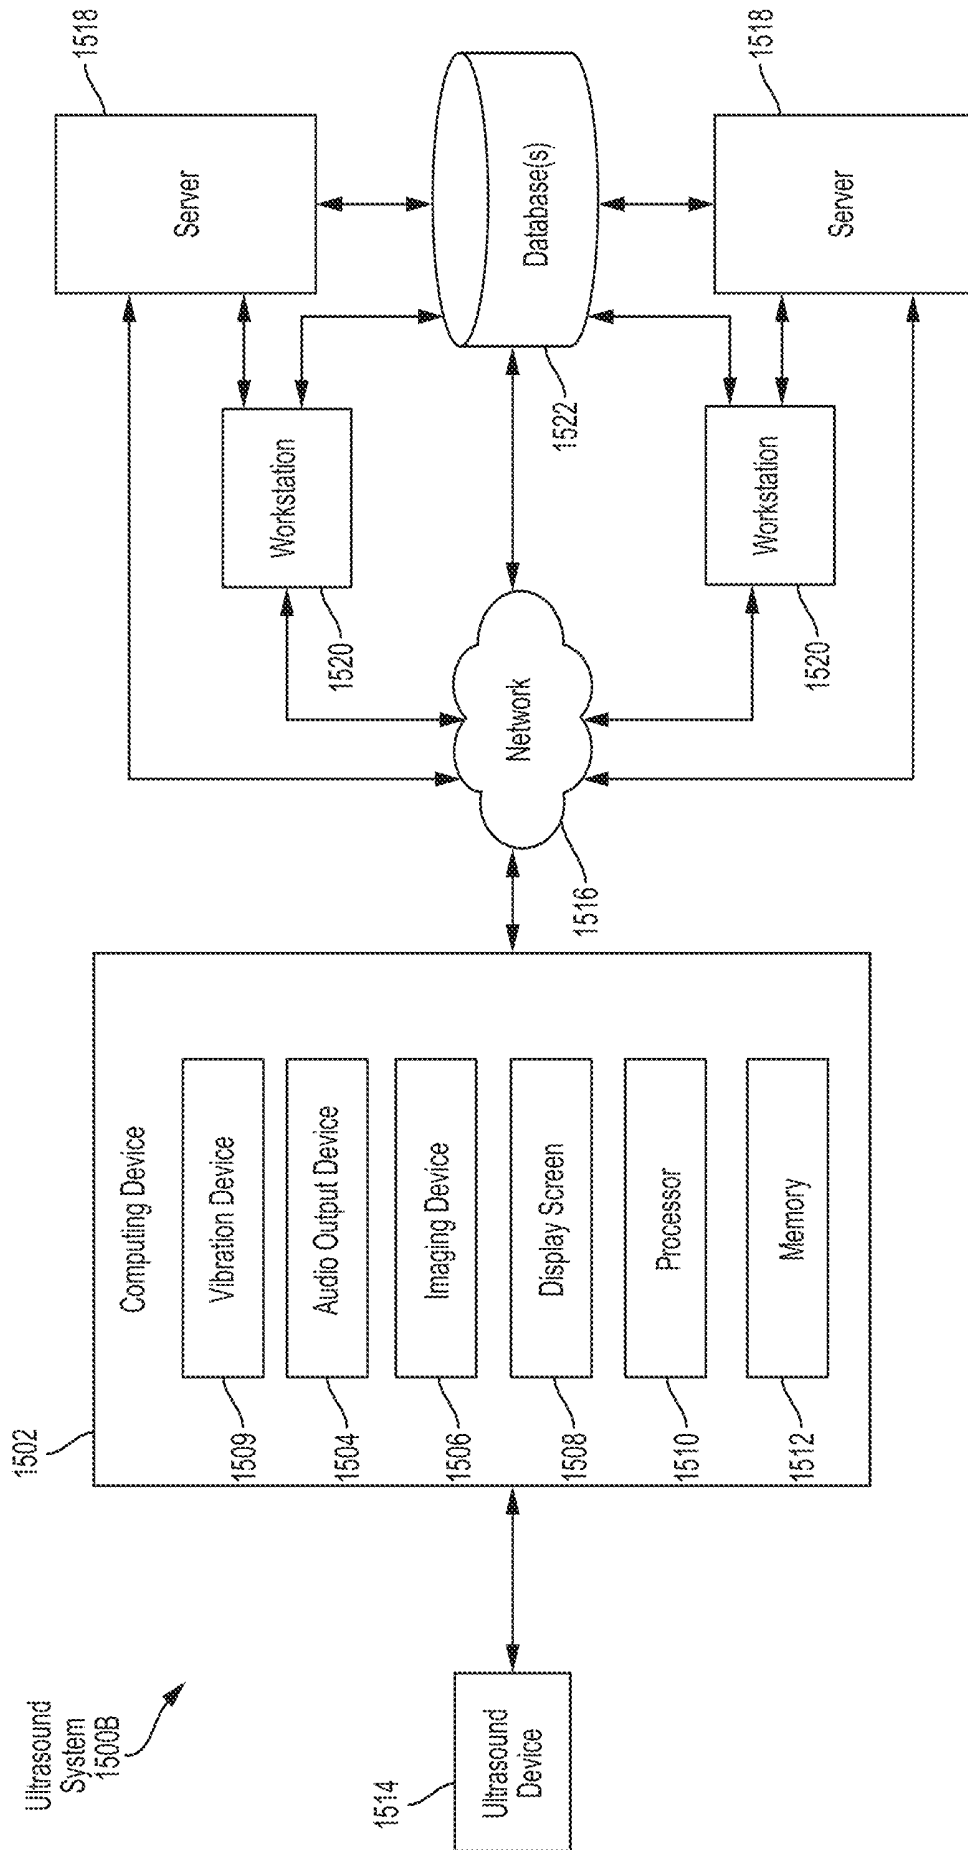 Ultrasound
System
1500B
1514
Ultrasound
Device
1502
Computing Device
1509
Vibration Device
1504
Audio Output Device
1506
Imaging Device
1508
Display Screen
1510
Processor
1512
Memory
1516
Network
1520
Workstation
1520
Workstation
1522
Database(s)
1518
Server
1518
Server